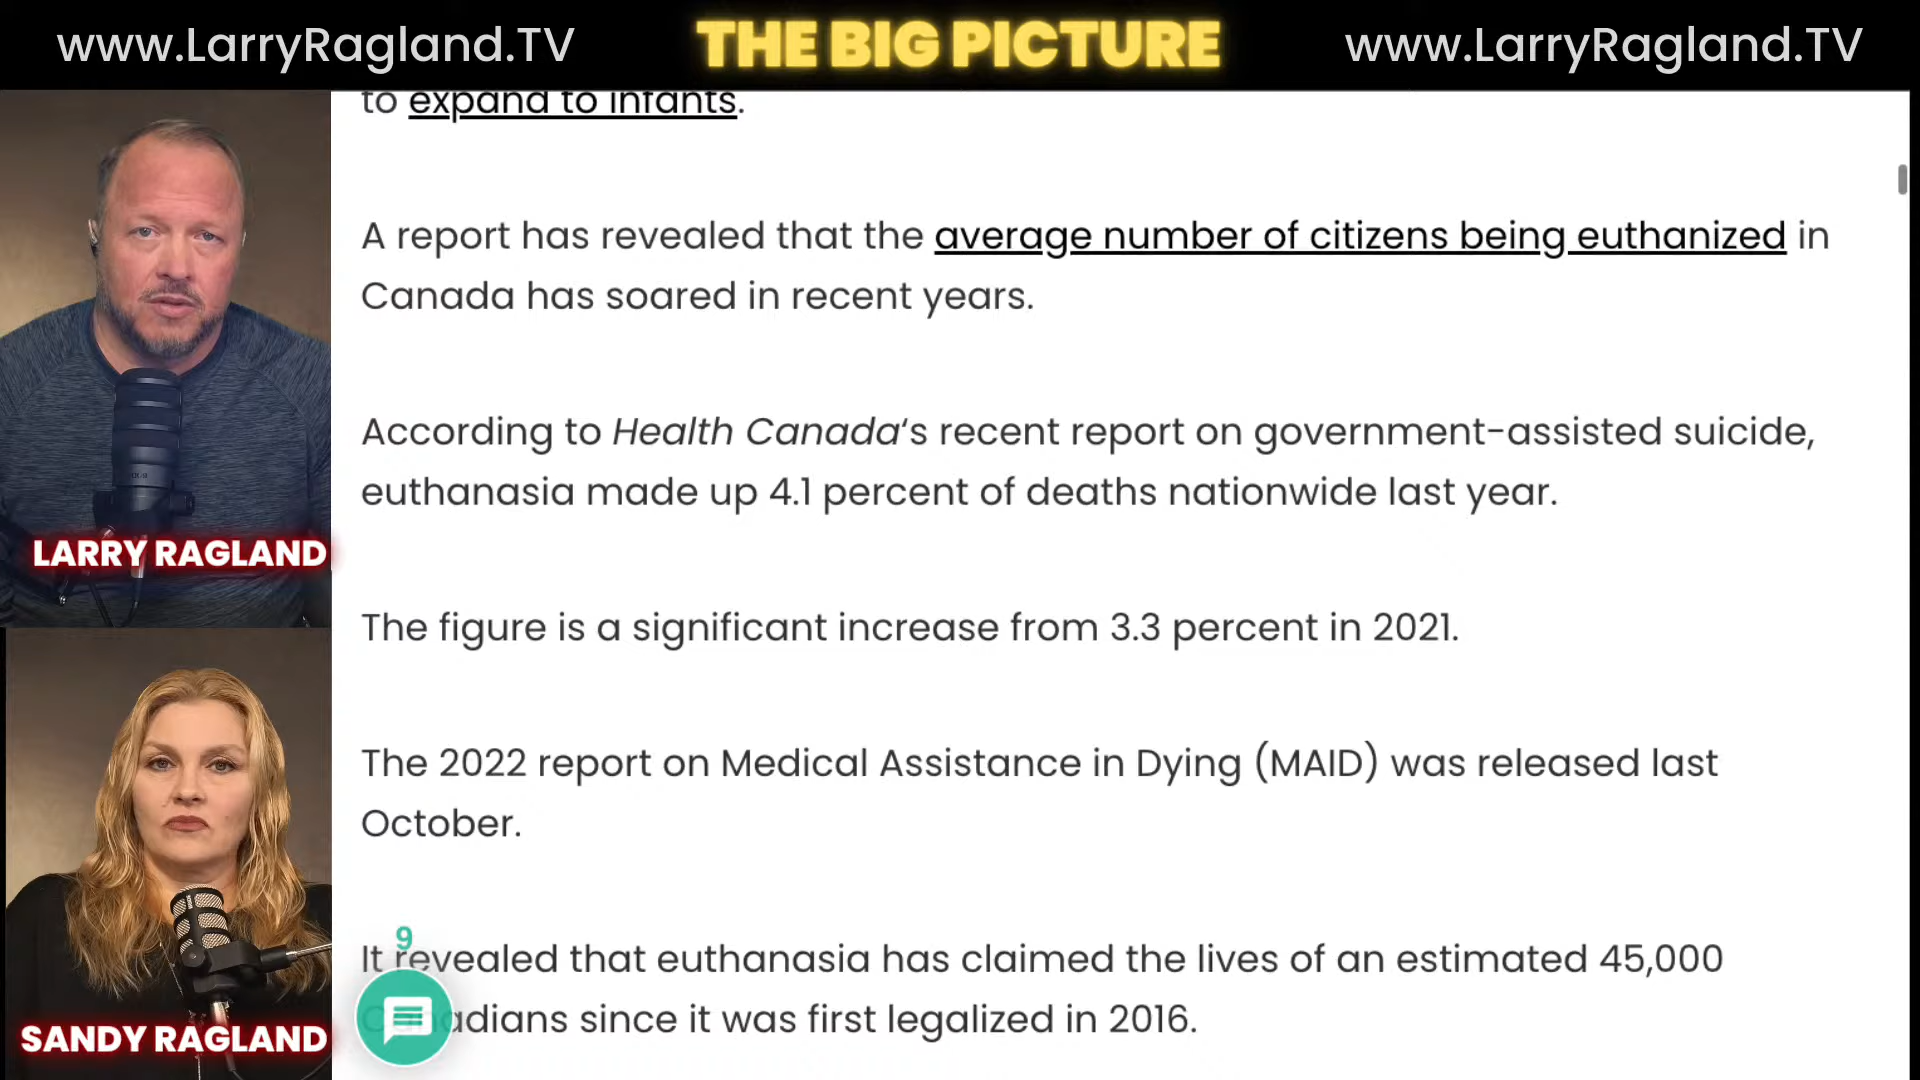 www.LarryRagland.TV
THE BIG PICTURE
www.LarryRagland.TV
to expand to infants.
A report has revealed that the average number of citizens being euthanized in
Canada has soared in recent years.
According to Health Canada‘s recent report on government-assisted suicide,
euthanasia made up 4.1 percent of deaths nationwide last year.
The figure is a significant increase from 3.3 percent in 2021.
The 2022 report on Medical Assistance in Dying (MAID) was released last
October.
9
It revealed that euthanasia has claimed the lives of an estimated 45,000
Canadians since it was first legalized in 2016.
LARRY RAGLAND
SANDY RAGLAND